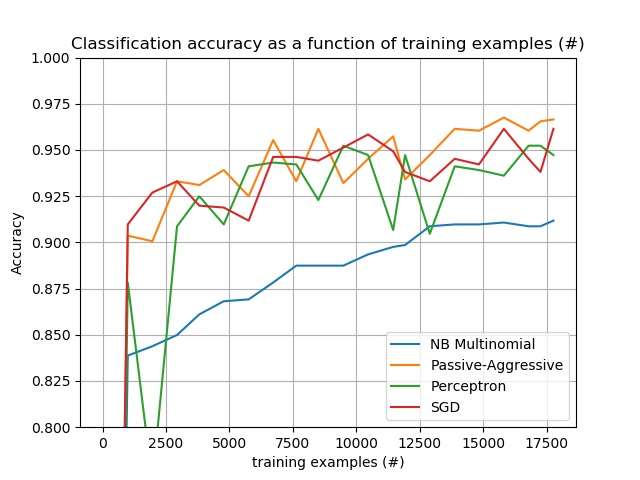 Classification accuracy as a function of training examples (#)
1.000
0.975
0.950
0.925
0.900
0.875
0.850
0.825
0.800
Accuracy
0
2500
5000
7500
10000
12500
15000
17500
training examples (#)
NB Multinomial
Passive-Aggressive
Perceptron
SGD